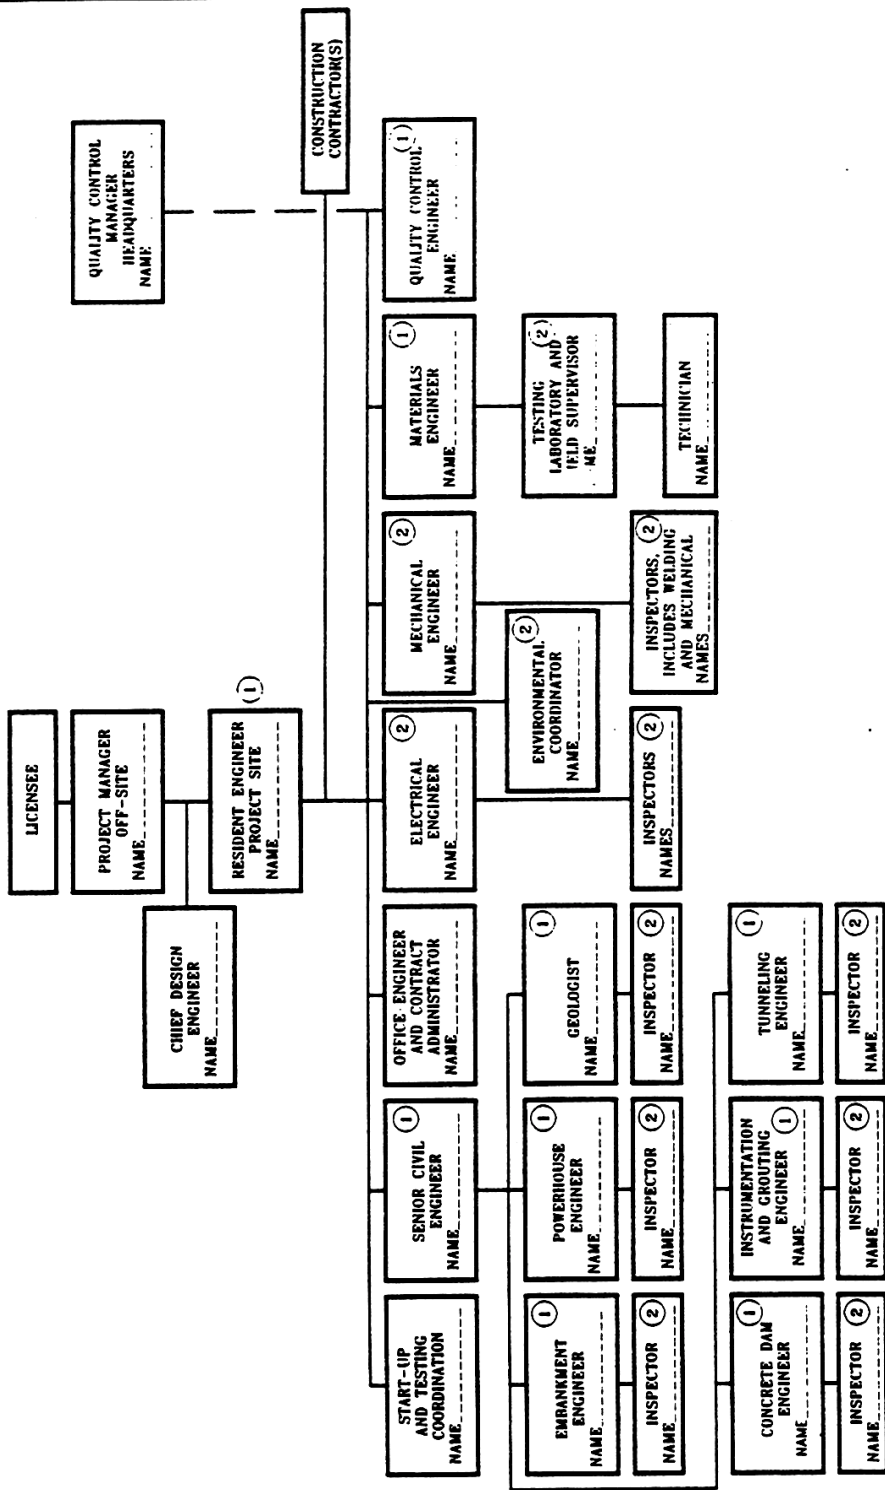 LICENSEE
PROJECT MANAGER
OFF-SITE
NAME
QUALITY CONTROL
MANAGER
HEADQUARTERS
NAME
CHIEF DESIGN
ENGINEER
NAME
RESIDENT ENGINEER
PROJECT SITE
NAME
1
CONSTRUCTION
CONTRACTOR(S)
START-UP
AND TESTING
COORDINATION
NAME
SENIOR CIVIL
ENGINEER
NAME
1
OFFICE ENGINEER
AND CONTRACT
ADMINISTRATOR
NAME
ELECTRICAL
ENGINEER
NAME
2
MECHANICAL
ENGINEER
NAME
2
MATERIALS
ENGINEER
NAME
1
QUALITY CONTROL
ENGINEER
NAME
1
EMBANKMENT
ENGINEER
NAME
1
POWERHOUSE
ENGINEER
NAME
1
GEOLOGIST
NAME
1
ENVIRONMENTAL
COORDINATOR
NAME
2
TESTING
LABORATORY AND
SUPERVISOR
2
INSPECTOR 2
NAME
INSPECTOR 2
NAME
INSPECTOR 2
NAME
INSPECTORS 2
NAMES
INSPECTORS, 2
INCLUDES WELDING
AND MECHANICAL
NAMES
TECHNICIAN
NAME
CONCRETE DAM
ENGINEER
NAME
1
INSTRUMENTATION
AND GROUTING
ENGINEER 1
NAME
TUNNELING
ENGINEER
NAME
1
INSPECTOR 2
NAME
INSPECTOR 2
NAME
INSPECTOR 2
NAME